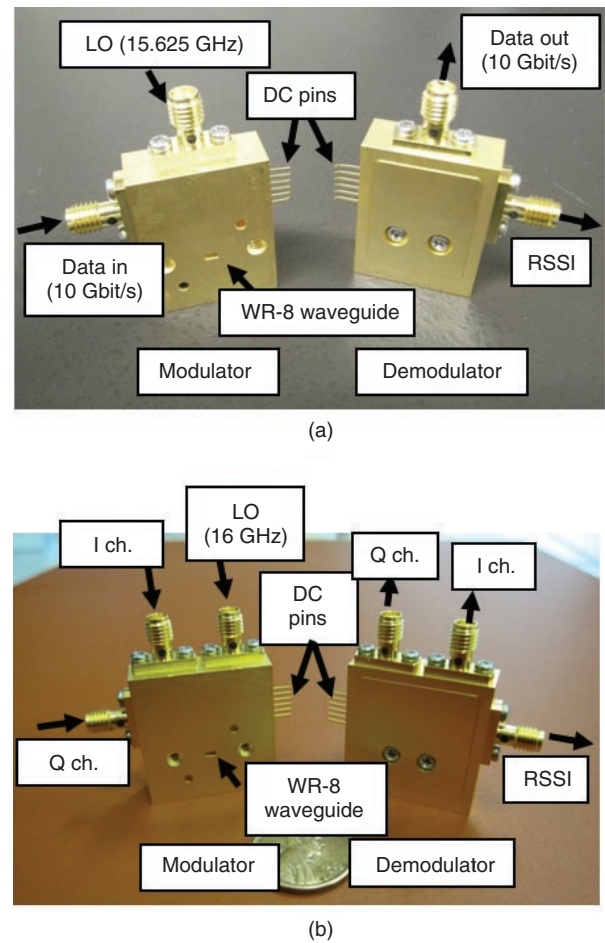 LO (15.625 GHz)
Data out
(10 Gbit/s)
DC pins
Data in
(10 Gbit/s)
RSSI
WR-8 waveguide
Modulator
Demodulator
(a)
I ch.
LO
(16 GHz)
Q ch.
I ch.
DC
pins
Q ch.
RSSI
WR-8
waveguide
Modulator
Demodulator
(b)